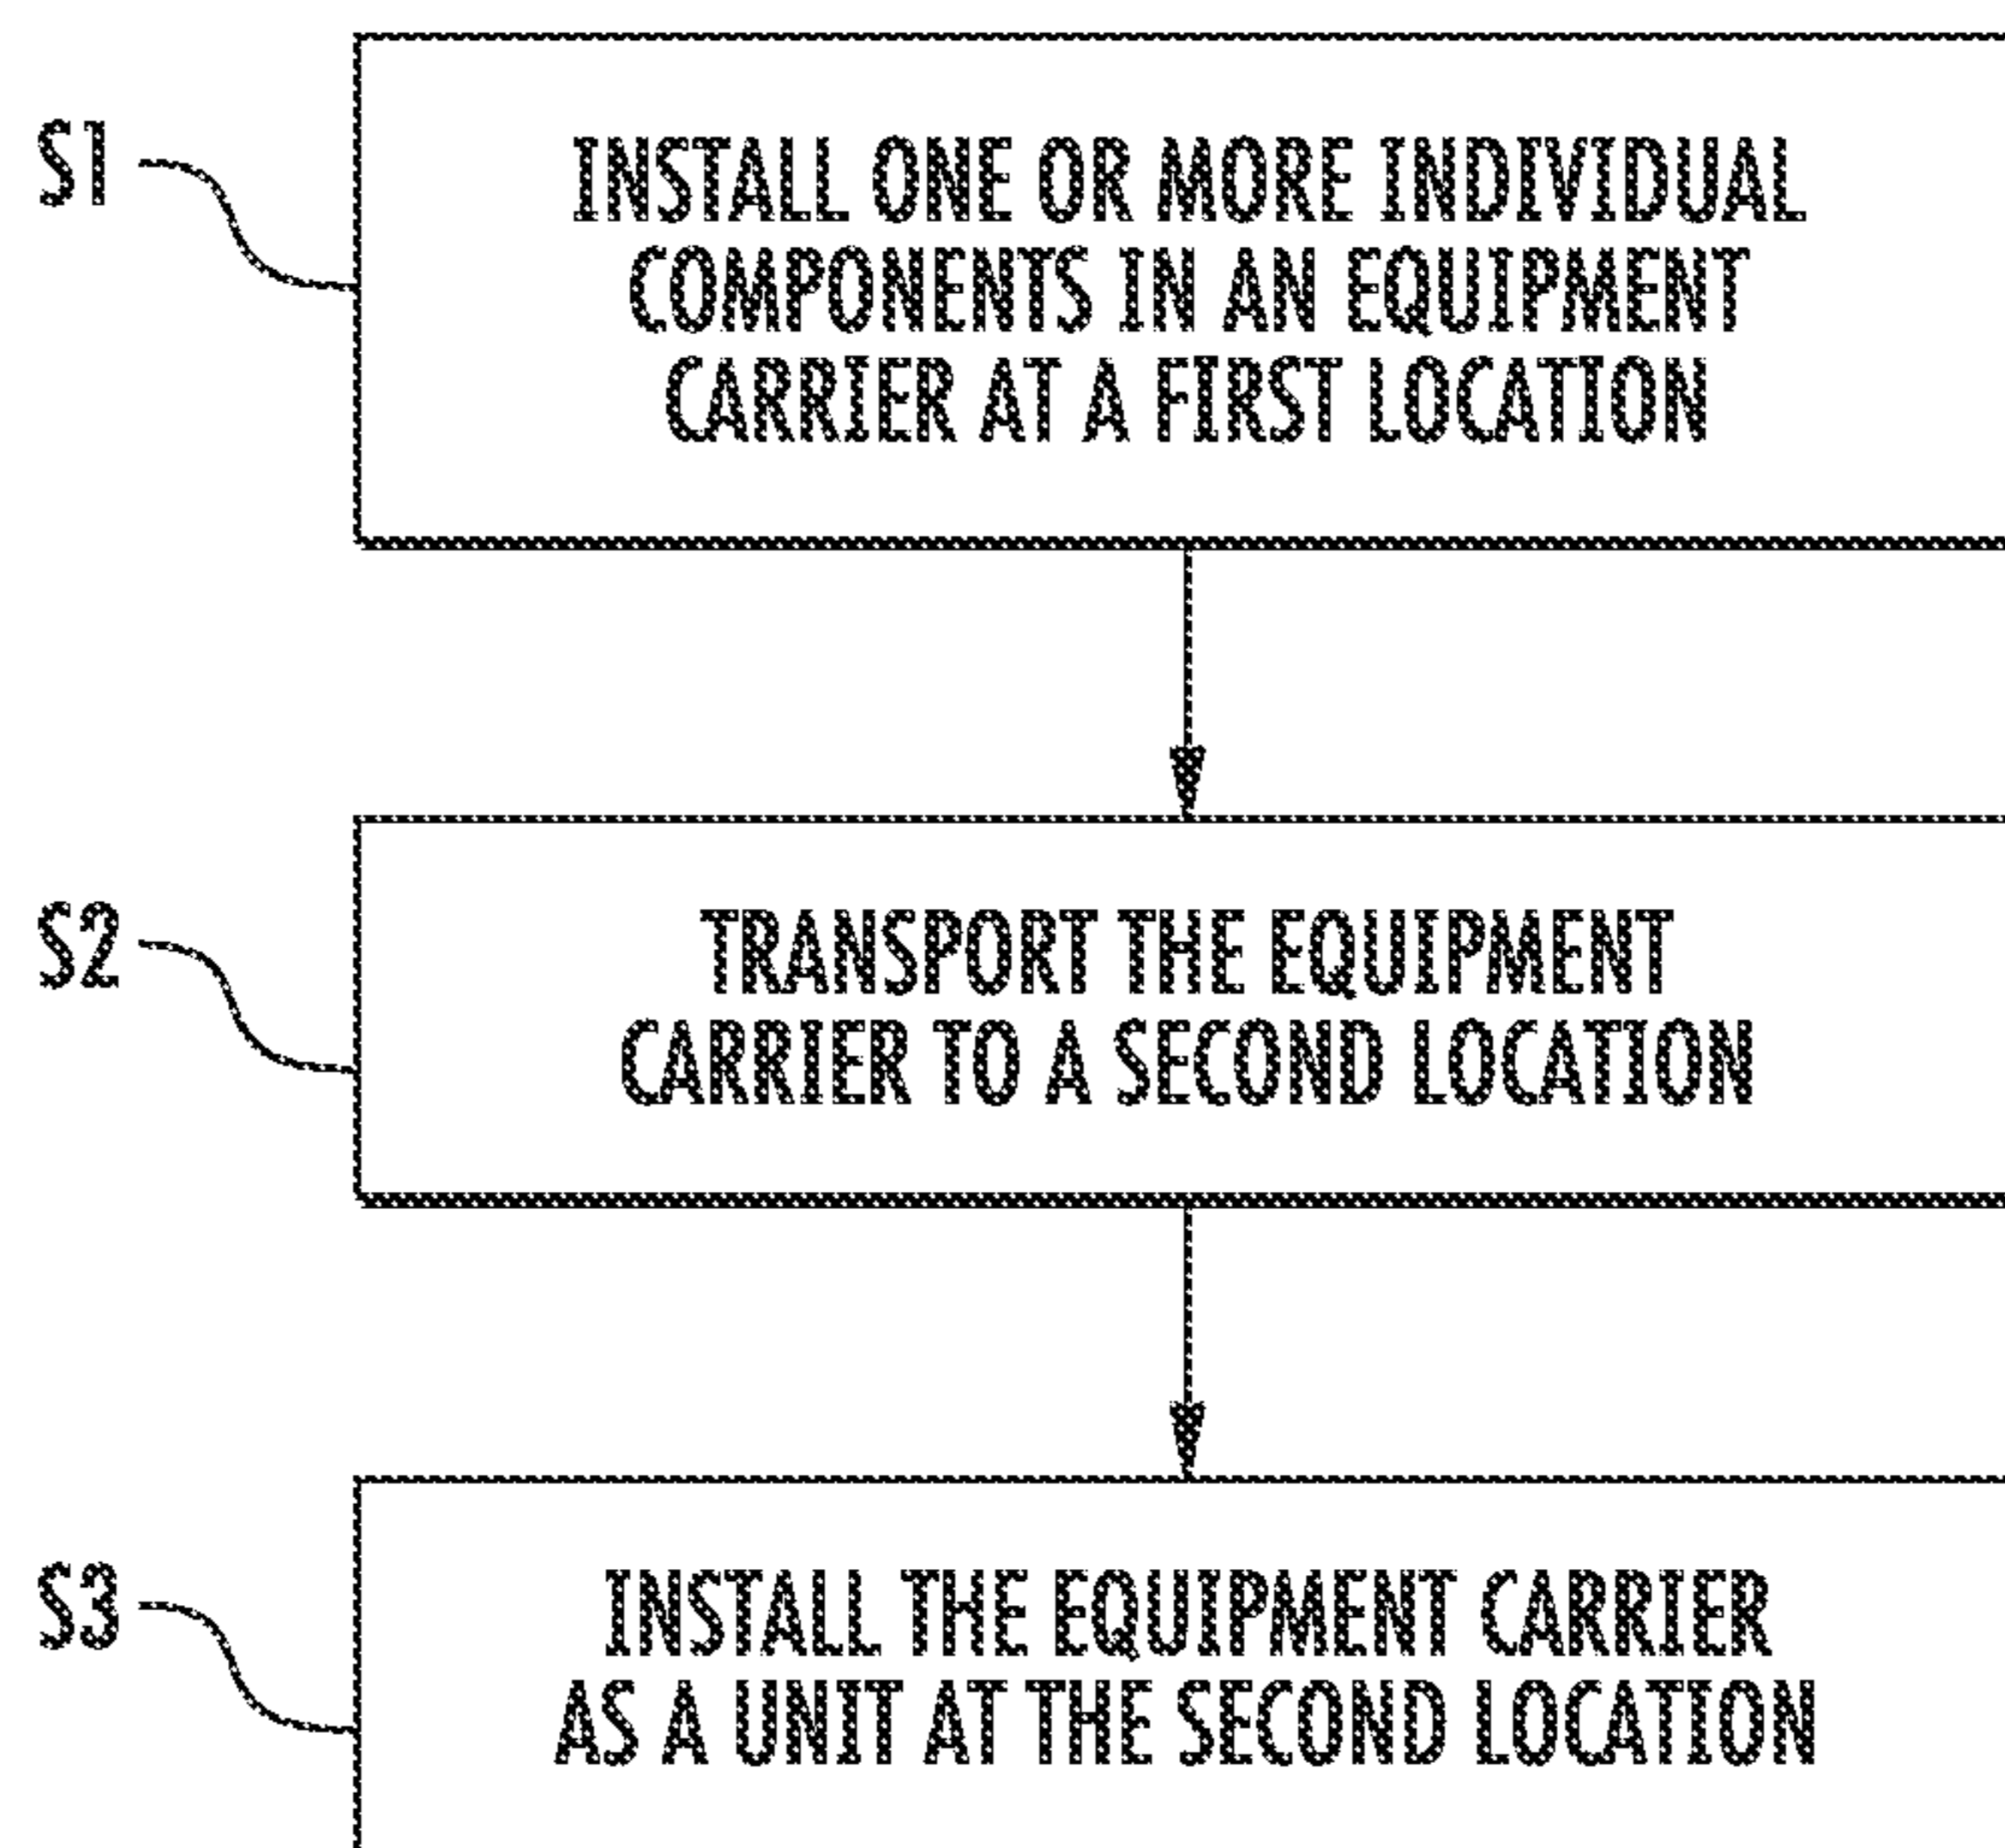 S1
INSTALL ONE OR MORE INDIVIDUAL
COMPONENTS IN AN EQUIPMENT
CARRIER AT A FIRST LOCATION
S2
TRANSPORT THE EQUIPMENT
CARRIER TO A SECOND LOCATION
S3
INSTALL THE EQUIPMENT CARRIER
AS A UNIT AT THE SECOND LOCATION